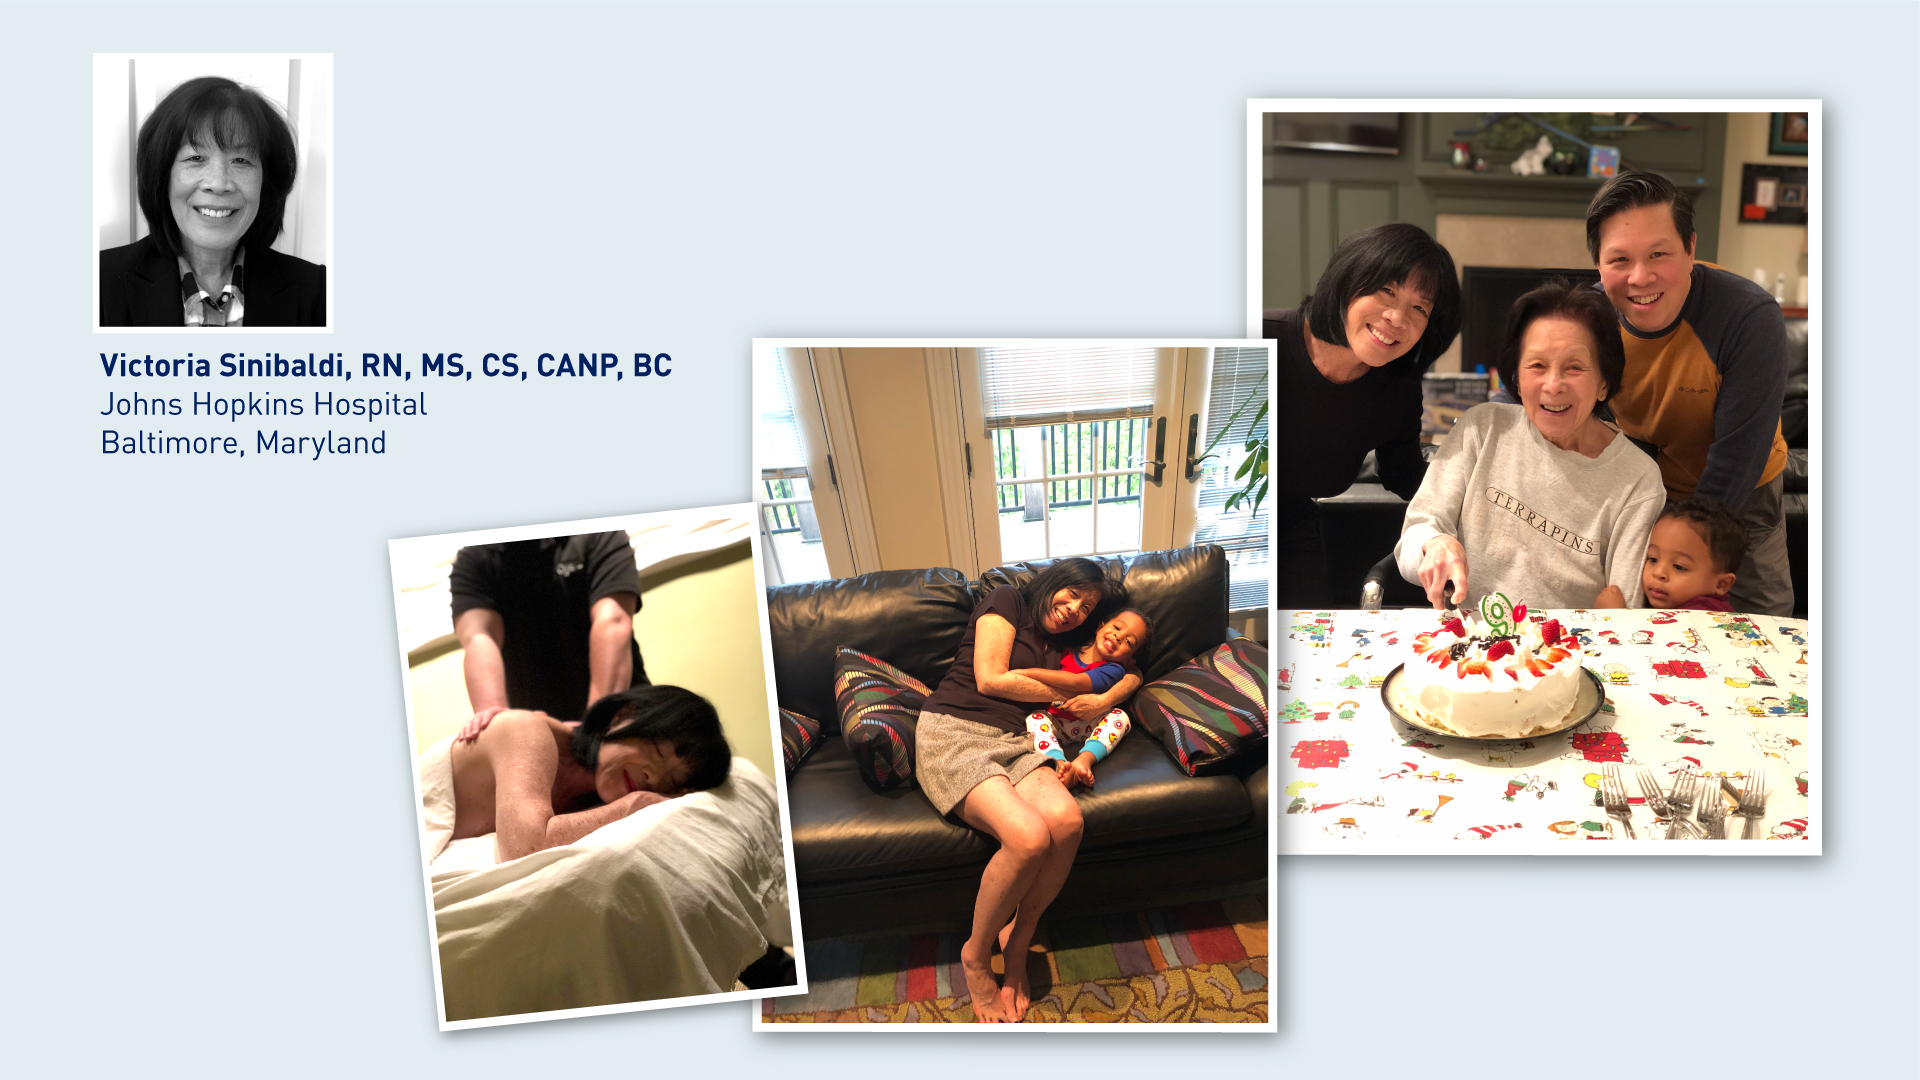 Victoria Sinibaldi, RN, MS, CS, CANP, BC
Johns Hopkins Hospital
Baltimore, Maryland
TERRAPINS